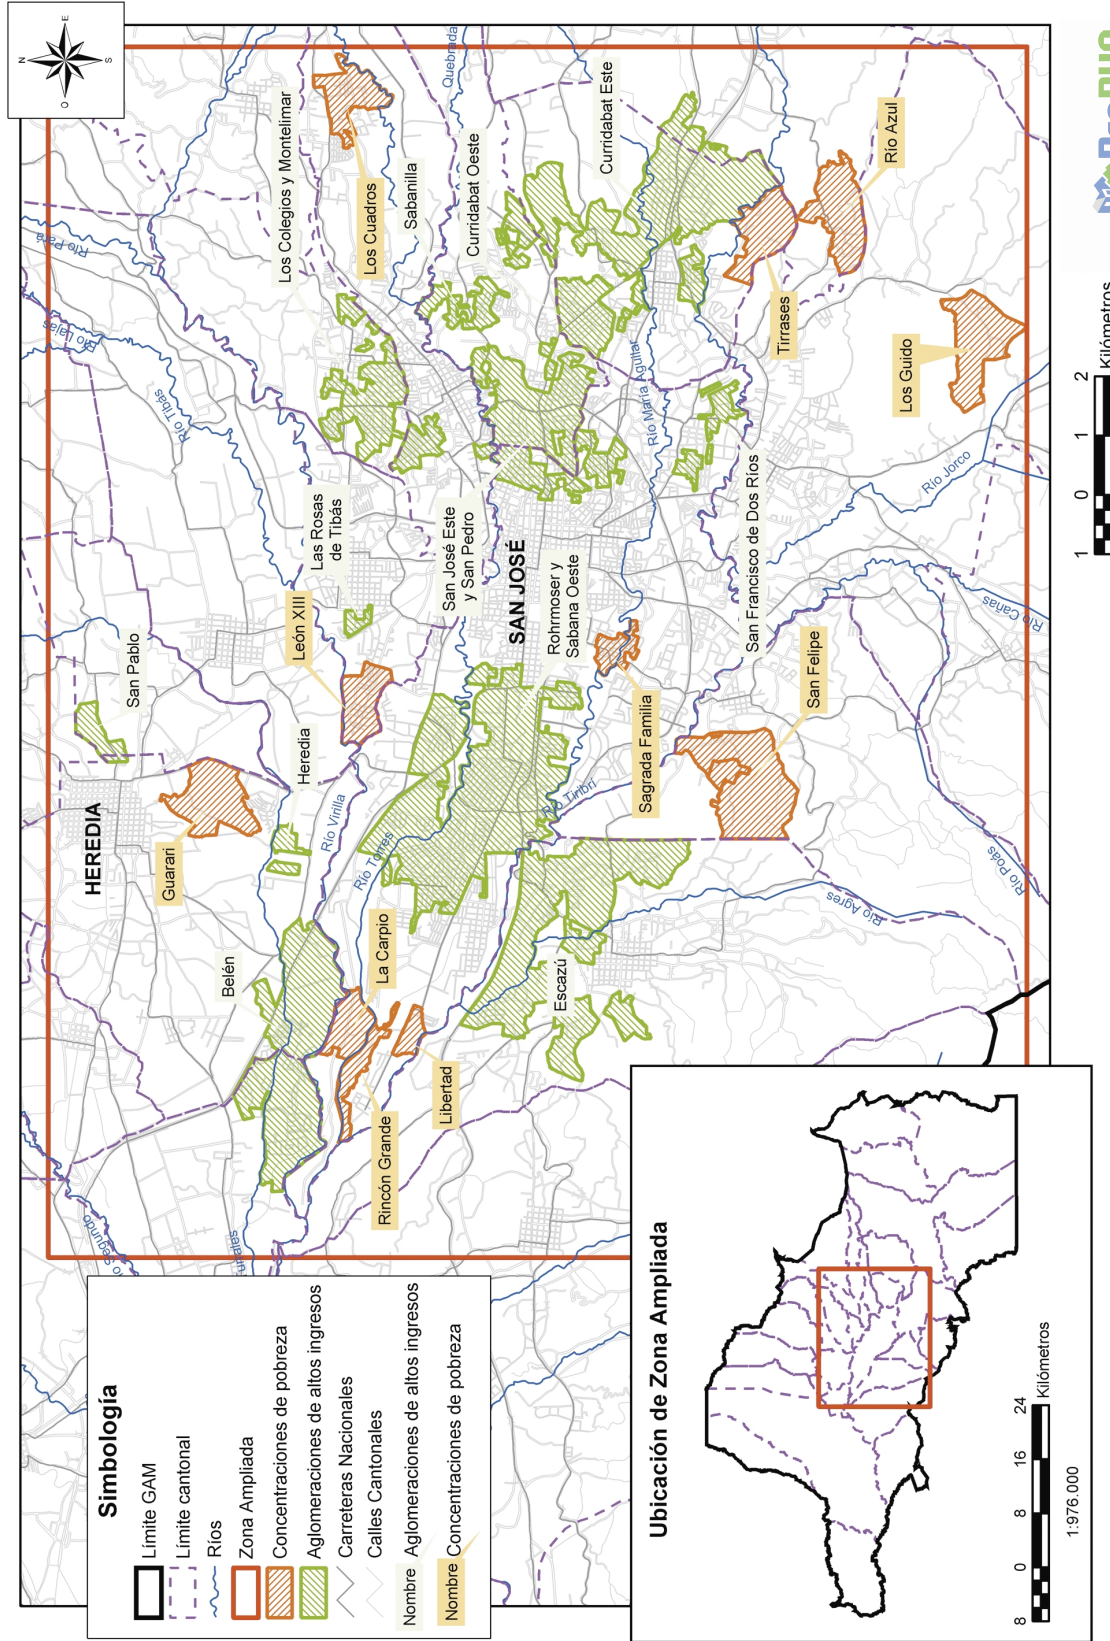 N
E
S
O
HEREDIA
SAN JOSÉ
San Pablo
Guarari
Heredia
León XIII
Las Rosas
de Tibás
Los Colegios y Montelimar
Los Cuadros
Sabanilla
Curridabat Oeste
Curridabat Este
San José Este
y San Pedro
Rohrmoser y
Sabana Oeste
Belén
La Carpio
Rincón Grande
Libertad
Escazú
Sagrada Familia
San Felipe
San Francisco de Dos Ríos
Tirrases
Río Azul
Los Guido
Río Pará
Río Lajas
Río Tibás
Quebrada
Río Virilla
Río Torres
Río María Aguilar
Río Tiribrí
Río Jorco
Río Cañas
Río Poás
Río Agres
Segundo
Simbología
Límite GAM
Límite cantonal
Ríos
Zona Ampliada
Concentraciones de pobreza
Aglomeraciones de altos ingresos
Carreteras Nacionales
Calles Cantonales
Nombre Aglomeraciones de altos ingresos
Nombre Concentraciones de pobreza
Ubicación de Zona Ampliada
8 0 8 16 24
Kilómetros
1:976.000
1 0 1 2
Kilómetros